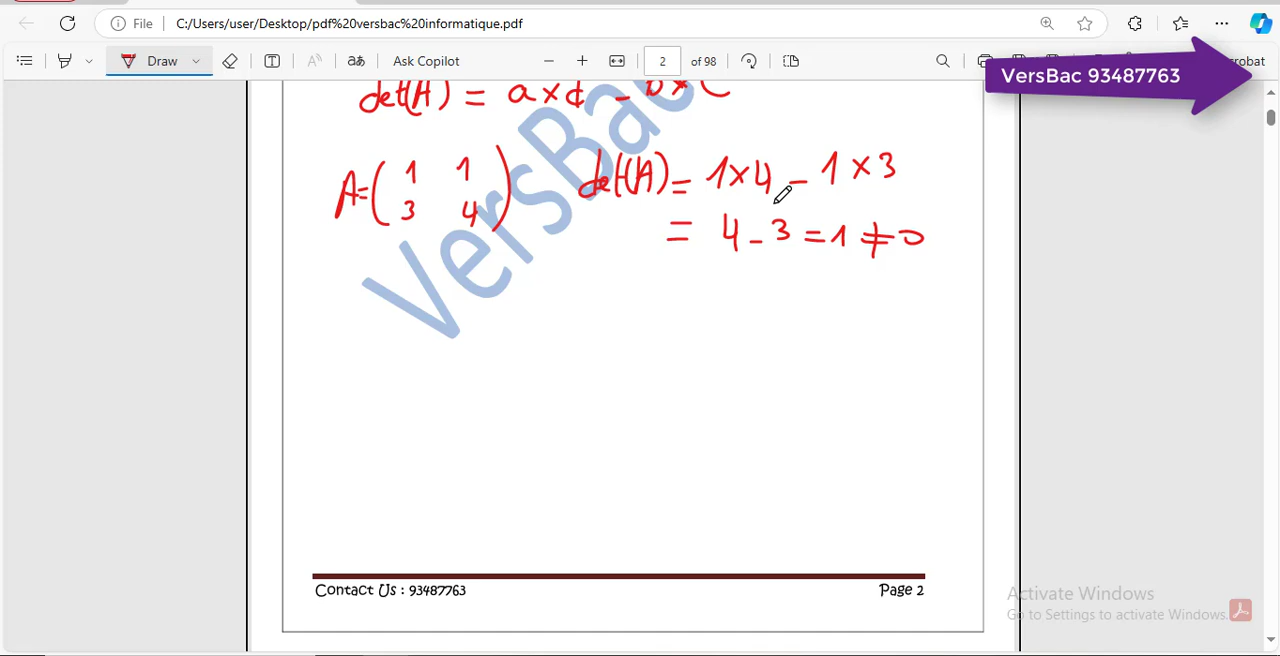 File C:/Users/user/Desktop/pdf%20versbac%20informatique.pdf
Draw Ask Copilot 2 of 98
VersBac 93487763
det(A) = a×d - b×c
A = ( 1 1
3 4 )
det(A) = 1×4 - 1×3
= 4 - 3 = 1 ≠ 0
VersBac
Contact Us : 93487763 Page 2
Activate Windows
Go to Settings to activate Windows.